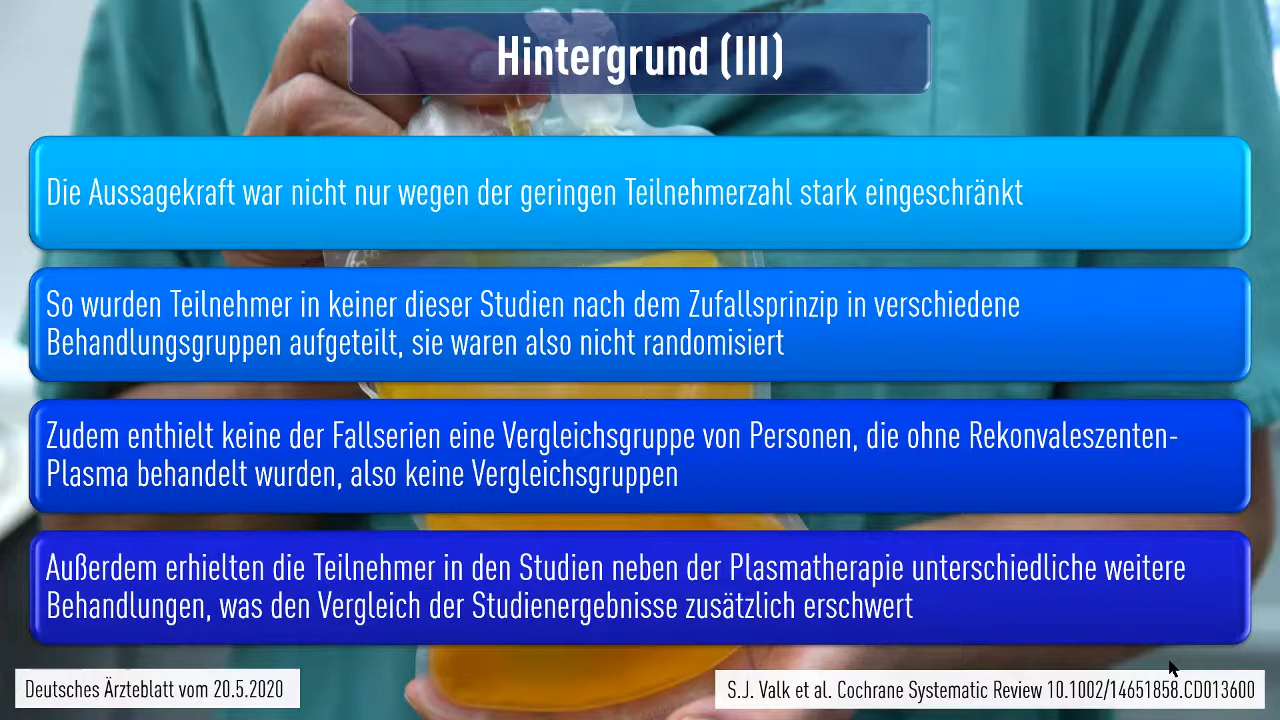 Hintergrund (III)
Die Aussagekraft war nicht nur wegen der geringen Teilnehmerzahl stark eingeschränkt
So wurden Teilnehmer in keiner dieser Studien nach dem Zufallsprinzip in verschiedene
Behandlungsgruppen aufgeteilt, sie waren also nicht randomisiert
Zudem enthielt keine der Fallserien eine Vergleichsgruppe von Personen, die ohne Rekonvaleszenten-
Plasma behandelt wurden, also keine Vergleichsgruppen
Außerdem erhielten die Teilnehmer in den Studien neben der Plasmatherapie unterschiedliche weitere
Behandlungen, was den Vergleich der Studienergebnisse zusätzlich erschwert
Deutsches Ärzteblatt vom 20.5.2020
S.J. Valk et al. Cochrane Systematic Review 10.1002/14651858.CD013600